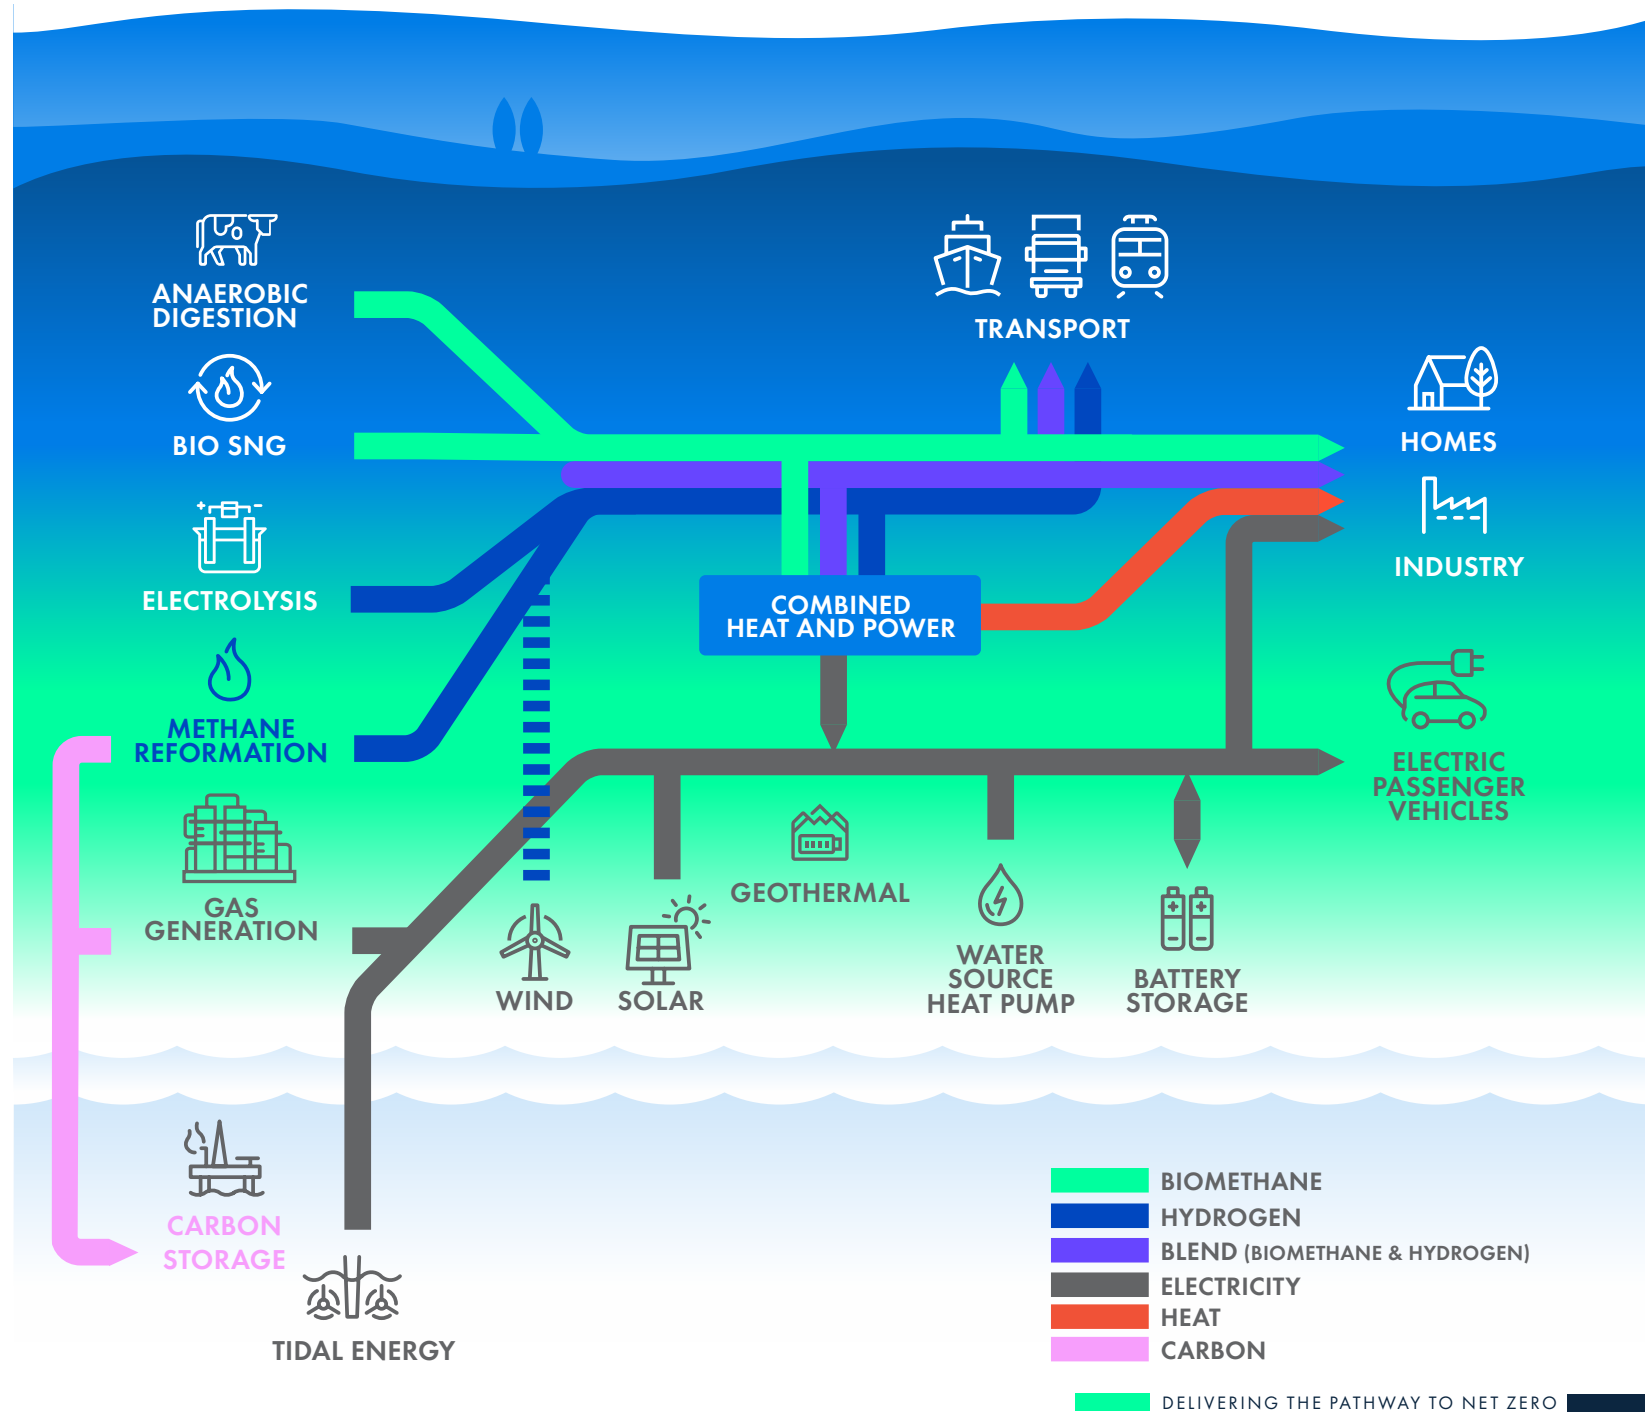 ANAEROBIC
DIGESTION
TRANSPORT
BIO SNG
HOMES
INDUSTRY
ELECTROLYSIS
COMBINED
HEAT AND POWER
METHANE
REFORMATION
ELECTRIC
PASSENGER
VEHICLES
GAS
GENERATION
GEOTHERMAL
WIND
SOLAR
WATER
SOURCE
HEAT PUMP
BATTERY
STORAGE
CARBON
STORAGE
TIDAL ENERGY
BIOMETHANE
HYDROGEN
BLEND (BIOMETHANE & HYDROGEN)
ELECTRICITY
HEAT
CARBON
DELIVERING THE PATHWAY TO NET ZERO